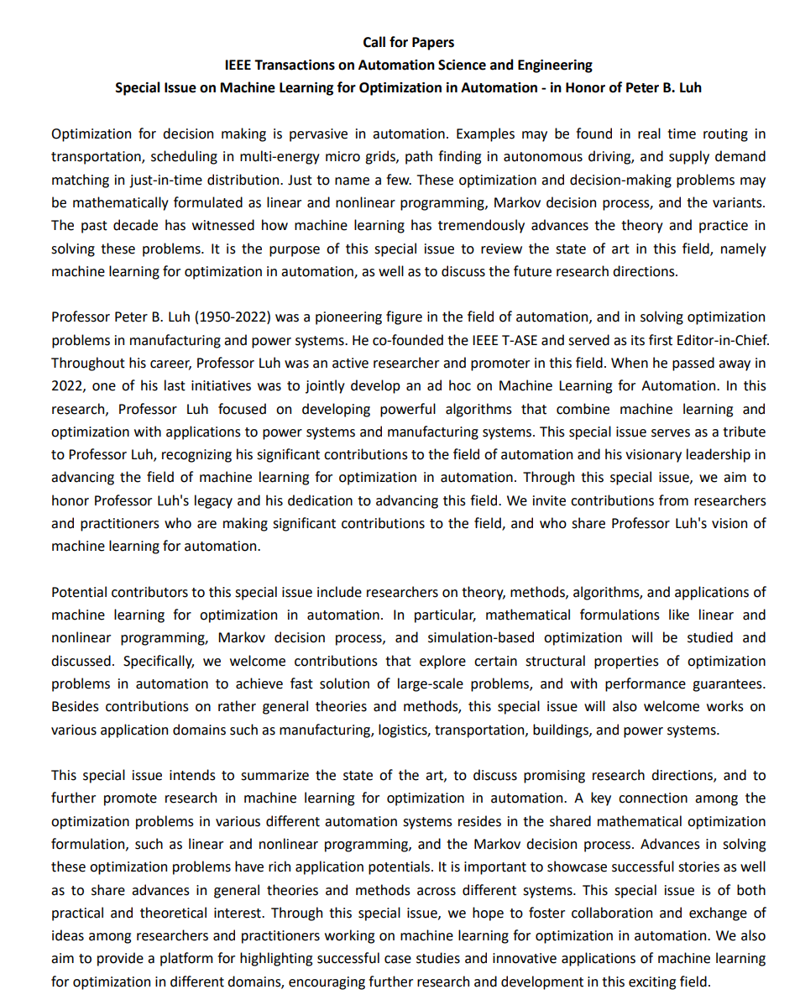 Call for Papers
IEEE Transactions on Automation Science and Engineering
Special Issue on Machine Learning for Optimization in Automation - in Honor of Peter B. Luh
Optimization for decision making is pervasive in automation. Examples may be found in real time routing in
transportation, scheduling in multi-energy micro grids, path finding in autonomous driving, and supply demand
matching in just-in-time distribution. Just to name a few. These optimization and decision-making problems may
be mathematically formulated as linear and nonlinear programming, Markov decision process, and the variants.
The past decade has witnessed how machine learning has tremendously advances the theory and practice in
solving these problems. It is the purpose of this special issue to review the state of art in this field, namely
machine learning for optimization in automation, as well as to discuss the future research directions.
Professor Peter B. Luh (1950-2022) was a pioneering figure in the field of automation, and in solving optimization
problems in manufacturing and power systems. He co-founded the IEEE T-ASE and served as its first Editor-in-Chief.
Throughout his career, Professor Luh was an active researcher and promoter in this field. When he passed away in
2022, one of his last initiatives was to jointly develop an ad hoc on Machine Learning for Automation. In this
research, Professor Luh focused on developing powerful algorithms that combine machine learning and
optimization with applications to power systems and manufacturing systems. This special issue serves as a tribute
to Professor Luh, recognizing his significant contributions to the field of automation and his visionary leadership in
advancing the field of machine learning for optimization in automation. Through this special issue, we aim to
honor Professor Luh's legacy and his dedication to advancing this field. We invite contributions from researchers
and practitioners who are making significant contributions to the field, and who share Professor Luh's vision of
machine learning for automation.
Potential contributors to this special issue include researchers on theory, methods, algorithms, and applications of
machine learning for optimization in automation. In particular, mathematical formulations like linear and
nonlinear programming, Markov decision process, and simulation-based optimization will be studied and
discussed. Specifically, we welcome contributions that explore certain structural properties of optimization
problems in automation to achieve fast solution of large-scale problems, and with performance guarantees.
Besides contributions on rather general theories and methods, this special issue will also welcome works on
various application domains such as manufacturing, logistics, transportation, buildings, and power systems.
This special issue intends to summarize the state of the art, to discuss promising research directions, and to
further promote research in machine learning for optimization in automation. A key connection among the
optimization problems in various different automation systems resides in the shared mathematical optimization
formulation, such as linear and nonlinear programming, and the Markov decision process. Advances in solving
these optimization problems have rich application potentials. It is important to showcase successful stories as well
as to share advances in general theories and methods across different systems. This special issue is of both
practical and theoretical interest. Through this special issue, we hope to foster collaboration and exchange of
ideas among researchers and practitioners working on machine learning for optimization in automation. We also
aim to provide a platform for highlighting successful case studies and innovative applications of machine learning
for optimization in different domains, encouraging further research and development in this exciting field.